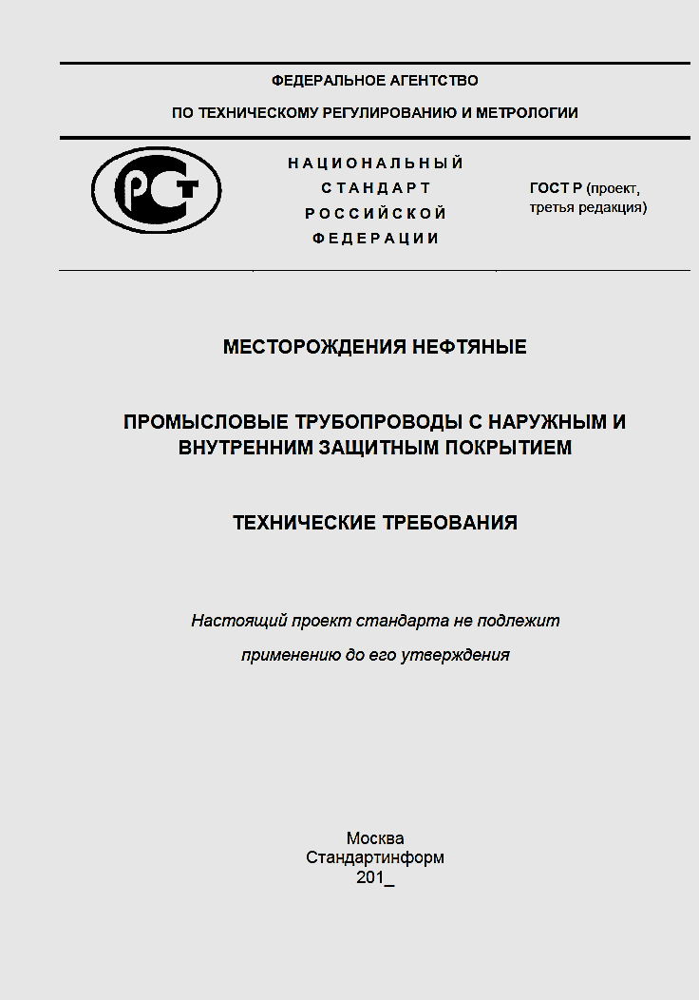 ФЕДЕРАЛЬНОЕ АГЕНТСТВО
ПО ТЕХНИЧЕСКОМУ РЕГУЛИРОВАНИЮ И МЕТРОЛОГИИ
РСТ
НАЦИОНАЛЬНЫЙ
СТАНДАРТ
РОССИЙСКОЙ
ФЕДЕРАЦИИ
ГОСТ Р (проект,
третья редакция)
МЕСТОРОЖДЕНИЯ НЕФТЯНЫЕ
ПРОМЫСЛОВЫЕ ТРУБОПРОВОДЫ С НАРУЖНЫМ И
ВНУТРЕННИМ ЗАЩИТНЫМ ПОКРЫТИЕМ
ТЕХНИЧЕСКИЕ ТРЕБОВАНИЯ
Настоящий проект стандарта не подлежит
применению до его утверждения
Москва
Стандартинформ
201_